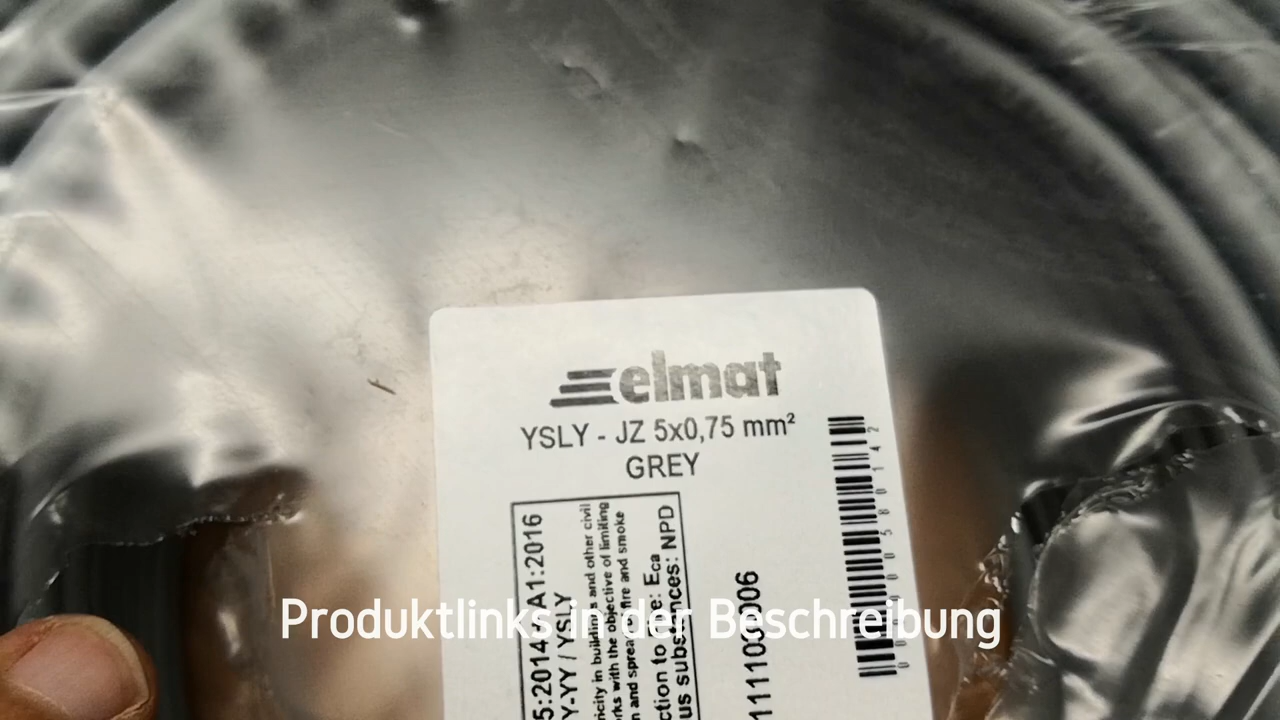 elmat
YSLY - JZ 5x0,75 mm²
GREY
5:2014+A1:2016
Y-YY / YSLY
ricity in building and other civil
rks with the objective of limiting
n and spread of fire and smoke
ction to fire: Eca
us substances: NPD
Produktlinks in der Beschreibung